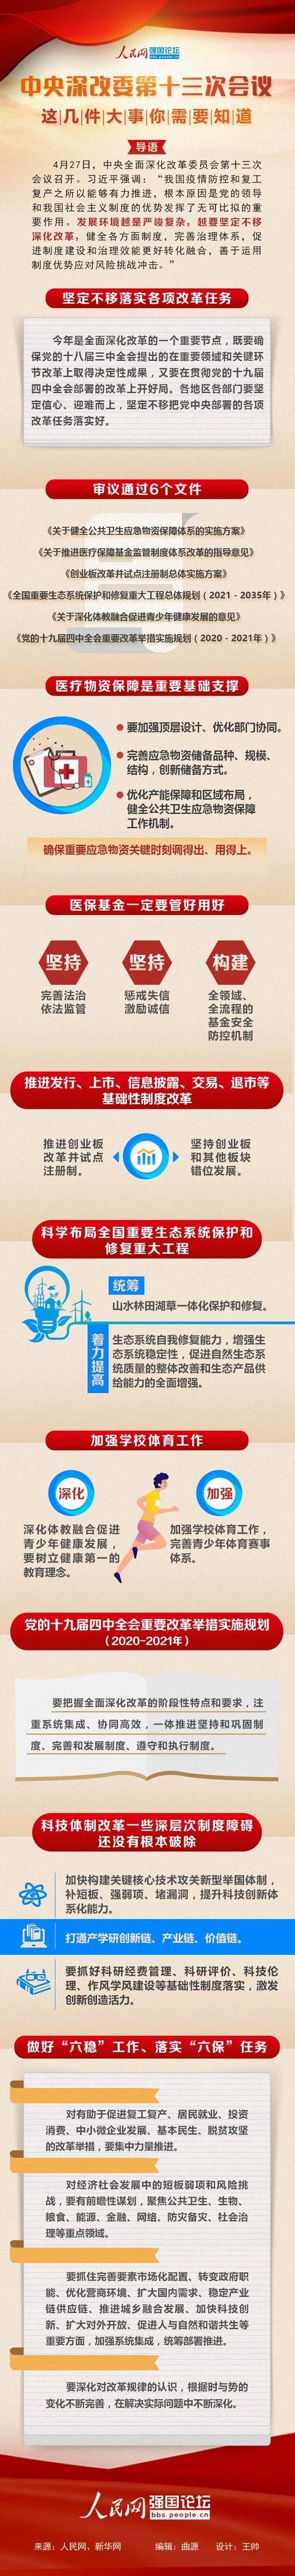 人民网 强国论坛
bbs.people.cn
中央深改委第十三次会议
这几件大事你需要知道
导语
4月27日，中央全面深化改革委员会第十三次
会议召开。习近平强调：“我国疫情防控和复工
复产之所以能够有力推进，根本原因是党的领导
和我国社会主义制度的优势发挥了无可比拟的重
要作用。发展环境越是严峻复杂，越要坚定不移
深化改革，健全各方面制度，完善治理体系，促
进制度建设和治理效能更好转化融合，善于运用
制度优势应对风险挑战冲击。”
坚定不移落实各项改革任务
今年是全面深化改革的一个重要节点，既要确
保党的十八届三中全会提出的在重要领域和关键环
节改革上取得决定性成果，又要在贯彻党的十九届
四中全会部署的改革上开好局。各地区各部门要坚
定信心、迎难而上，坚定不移把党中央部署的各项
改革任务落实好。
审议通过6个文件
《关于健全公共卫生应急物资保障体系的实施方案》
《关于推进医疗保障基金监管制度体系改革的指导意见》
《创业板改革并试点注册制总体实施方案》
《全国重要生态系统保护和修复重大工程总体规划（2021－2035年）》
《关于深化体教融合促进青少年健康发展的意见》
《党的十九届四中全会重要改革举措实施规划（2020－2021年）》
医疗物资保障是重要基础支撑
要加强顶层设计、优化部门协同。
完善应急物资储备品种、规模、
结构，创新储备方式。
优化产能保障和区域布局，
健全公共卫生应急物资保障
工作机制。
确保重要应急物资关键时刻调得出、用得上。
医保基金一定要管好用好
坚持
完善法治
依法监管
坚持
惩戒失信
激励诚信
构建
全领域、
全流程的
基金安全
防控机制
推进发行、上市、信息披露、交易、退市等
基础性制度改革
推进创业板
改革并试点
注册制。
坚持创业板
和其他板块
错位发展。
科学布局全国重要生态系统保护和
修复重大工程
统筹
山水林田湖草一体化保护和修复。
着力提高
生态系统自我修复能力，增强生
态系统稳定性，促进自然生态系
统质量的整体改善和生态产品供
给能力的全面增强。
加强学校体育工作
深化
深化体教融合促进
青少年健康发展，
要树立健康第一的
教育理念。
加强
加强学校体育工作，
完善青少年体育赛事
体系。
党的十九届四中全会重要改革举措实施规划
（2020-2021年）
要把握全面深化改革的阶段性特点和要求，注
重系统集成、协同高效，一体推进坚持和巩固制
度、完善和发展制度、遵守和执行制度。
科技体制改革一些深层次制度障碍
还没有根本破除
加快构建关键核心技术攻关新型举国体制，
补短板、强弱项、堵漏洞，提升科技创新体
系化能力。
打通产学研创新链、产业链、价值链。
要抓好科研经费管理、科研评价、科技伦
理、作风学风建设等基础性制度落实，激发
创新创造活力。
做好“六稳”工作、落实“六保”任务
对有助于促进复工复产、居民就业、投资
消费、中小微企业发展、基本民生、脱贫攻坚
的改革举措，要集中力量推进。
对经济社会发展中的短板弱项和风险挑
战，要有前瞻性谋划，聚焦公共卫生、生物、
粮食、能源、金融、网络、防灾备灾、社会治
理等重点领域。
要抓住完善要素市场化配置、转变政府职
能、优化营商环境、扩大国内需求、稳定产业
链供应链、推进城乡融合发展、加快科技创
新、扩大对外开放、促进人与自然和谐共生等
重要方面，加强系统集成，统筹部署推进。
要深化对改革规律的认识，根据时与势的
变化不断完善，在解决实际问题中不断深化。
人民网 强国论坛
bbs.people.cn
来源：人民网、新华网 编辑：曲源 设计：王帅